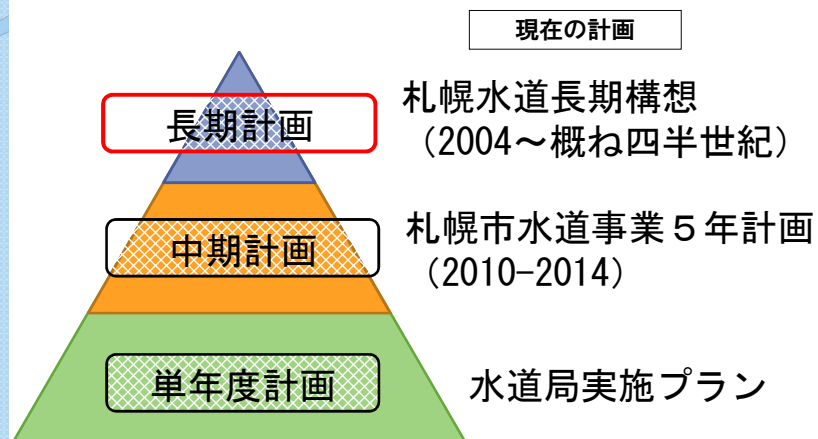 現在の計画
長期計画
札幌水道長期構想
（2004～概ね四半世紀）
中期計画
札幌市水道事業５年計画
（2010-2014）
単年度計画
水道局実施プラン